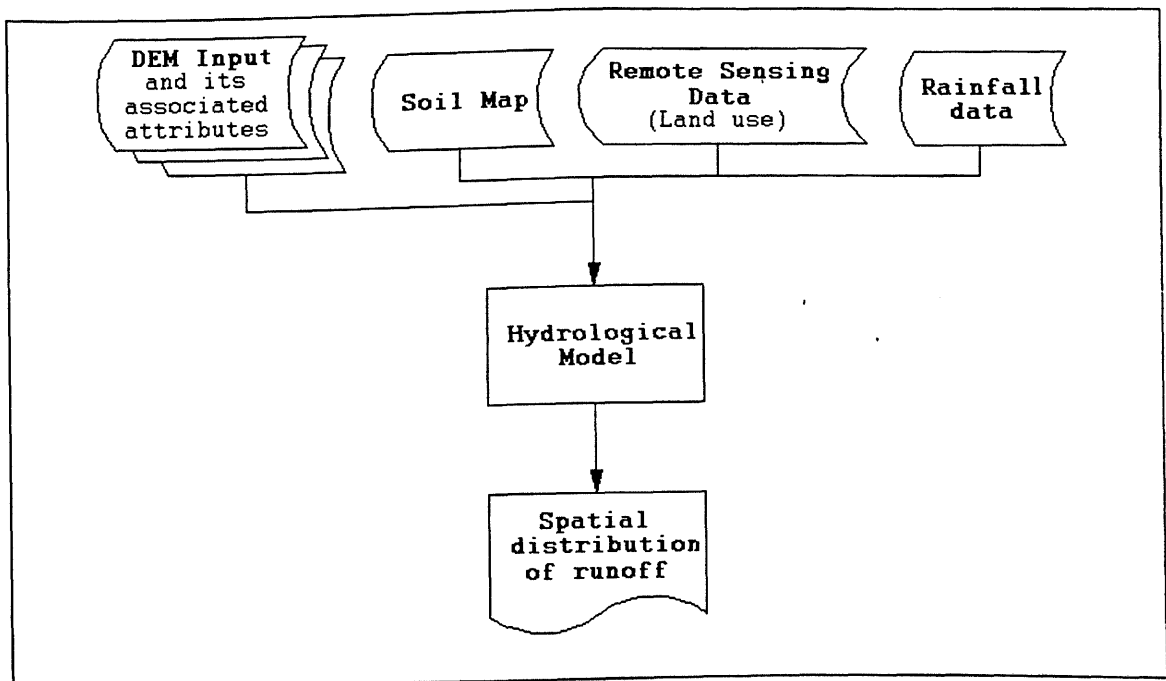 DEM Input
and its
associated
attributes
Soil Map
Remote Sensing
Data
(Land use)
Rainfall
data
Hydrological
Model
Spatial
distribution
of runoff